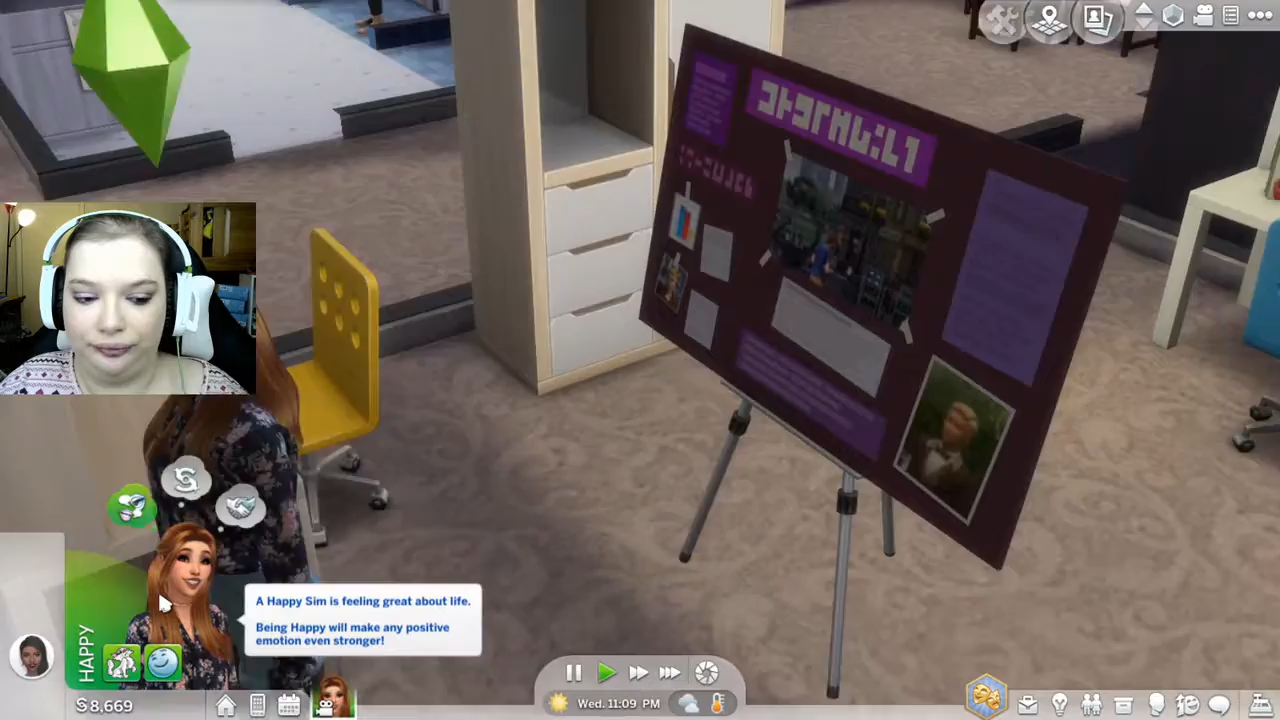 A Happy Sim is feeling great about life.
Being Happy will make any positive
emotion even stronger!
HAPPY
§8,669
Wed. 11:09 PM